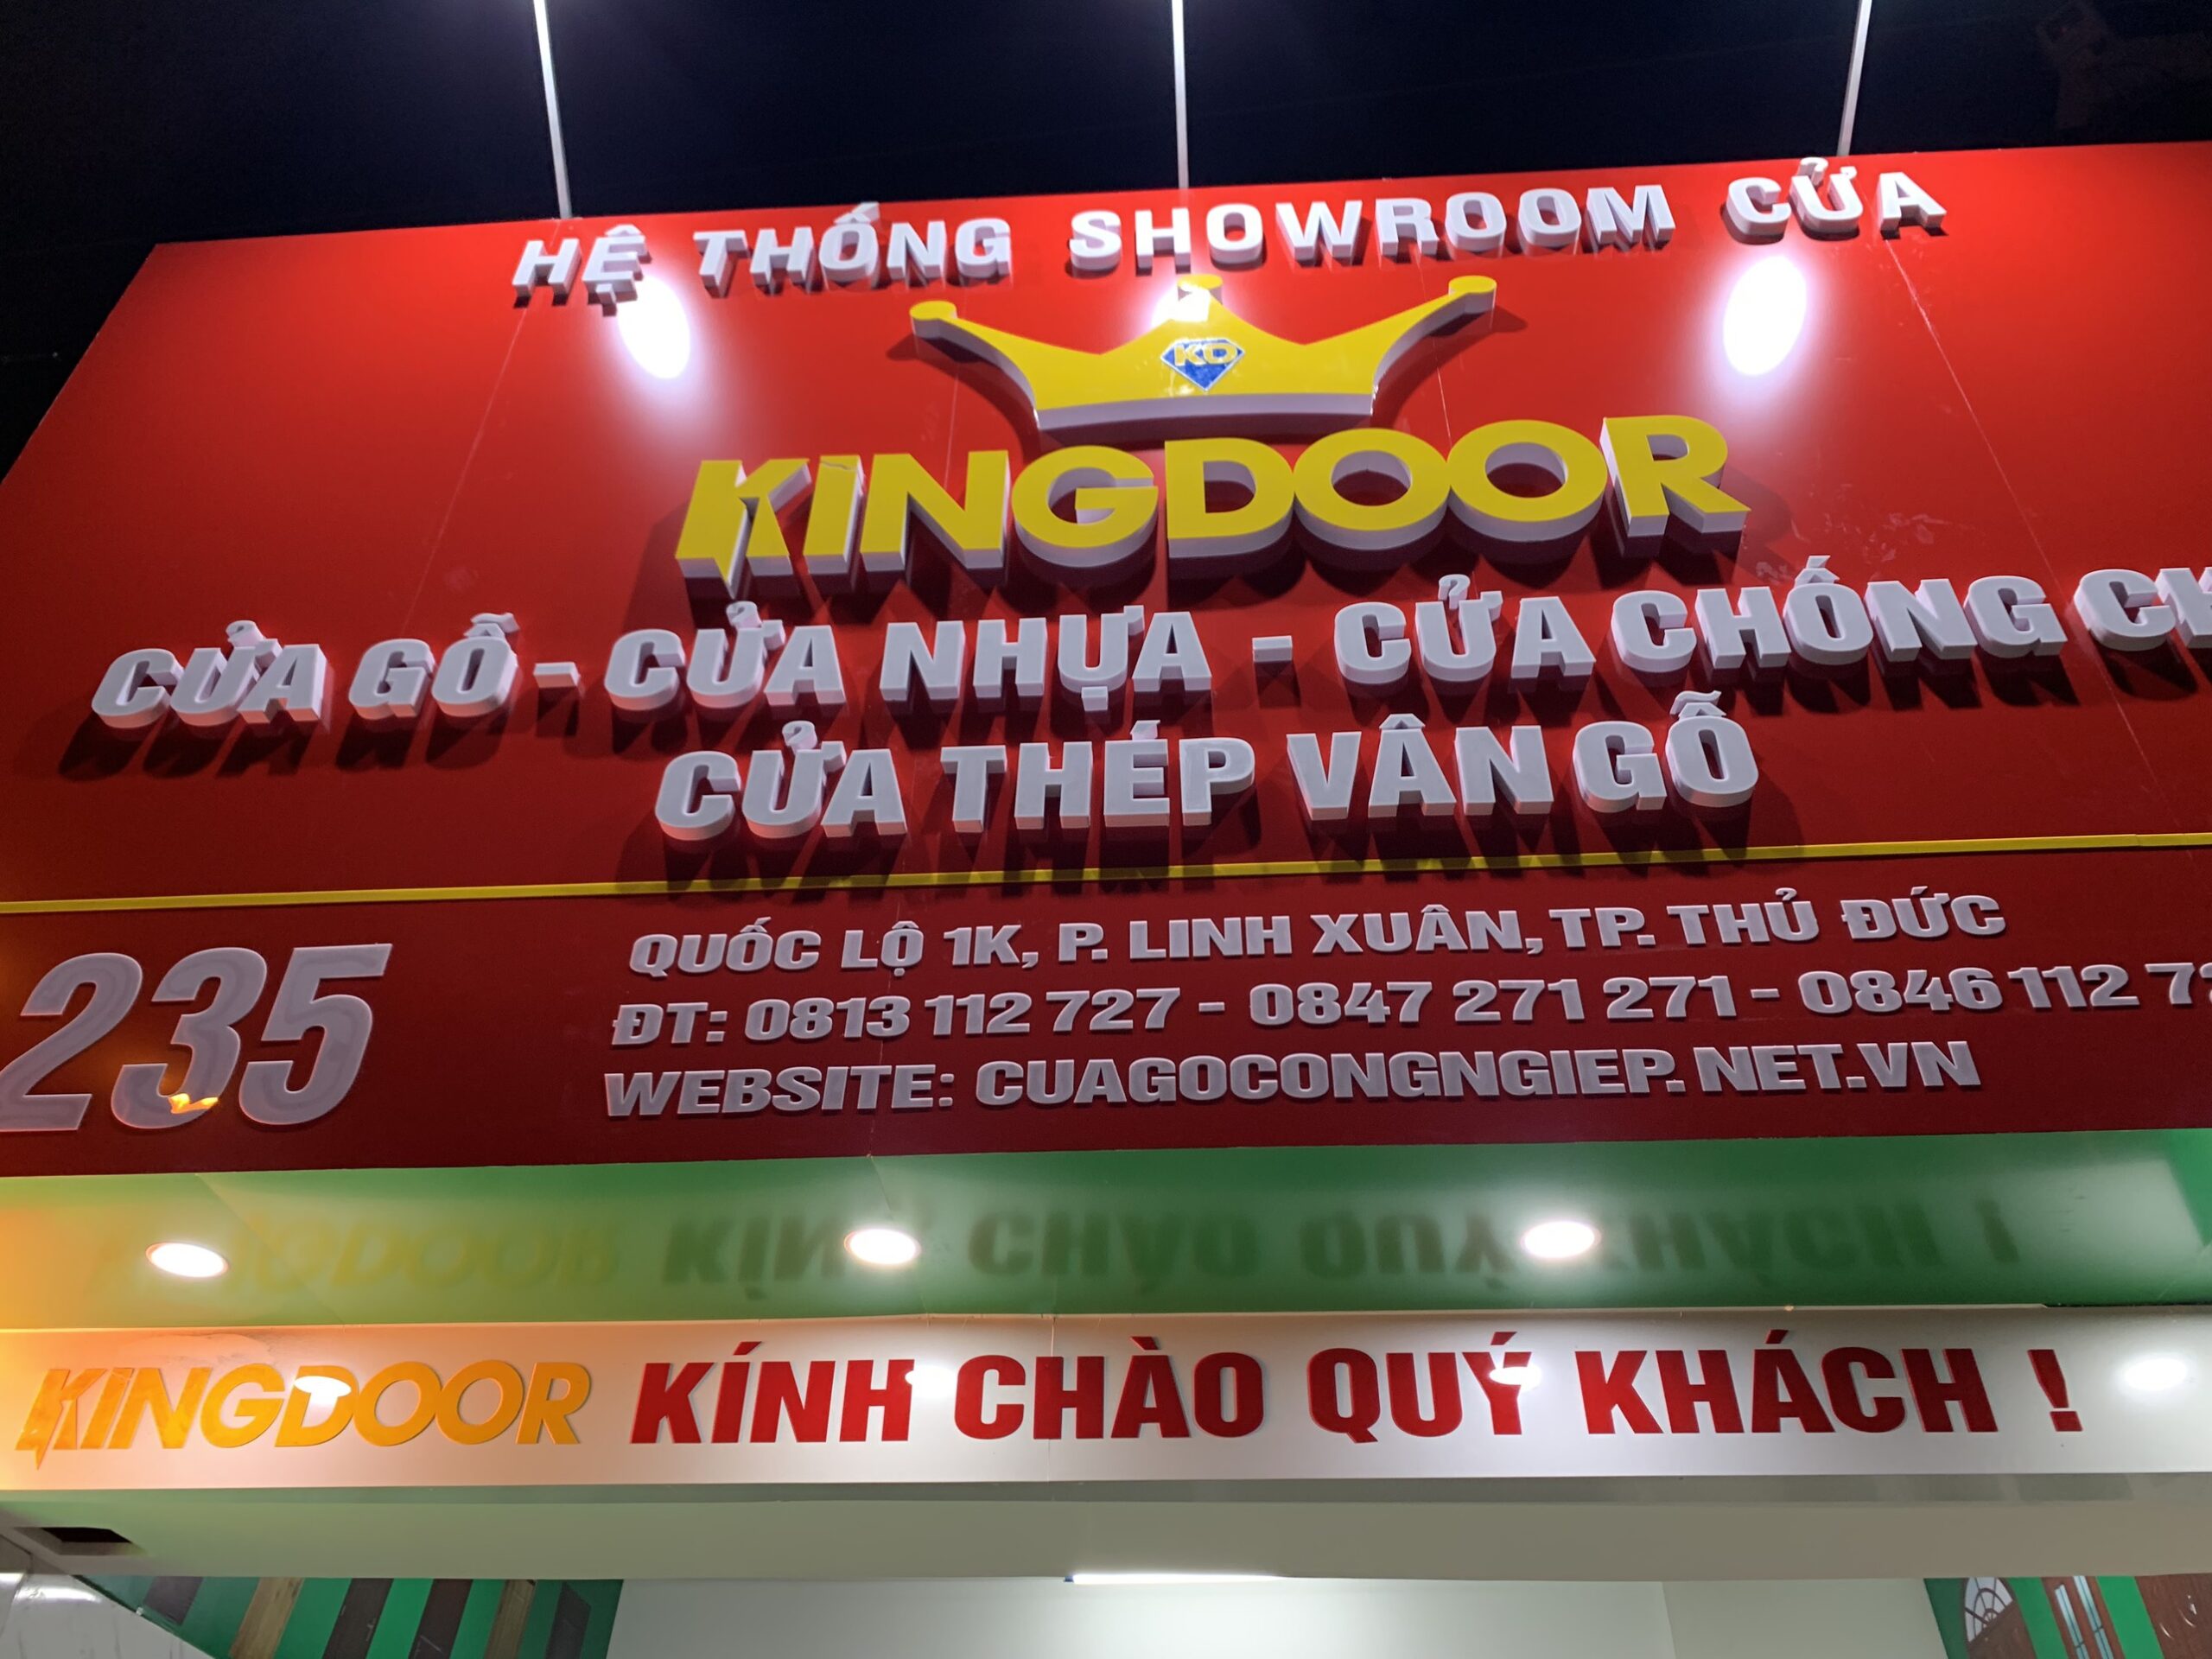 HỆ THỐNG SHOWROOM CỬA
KD
KINGDOOR
CỬA GỖ - CỬA NHỰA - CỬA CHỐNG
CỬA THÉP VÂN GỖ
235
QUỐC LỘ 1K, P. LINH XUÂN, TP. THỦ ĐỨC
ĐT: 0813 112 727 - 0847 271 271 - 0846 112
WEBSITE: CUAGOCONGNGIEP.NET.VN
KINGDOOR KÍNH CHÀO QUÝ KHÁCH !